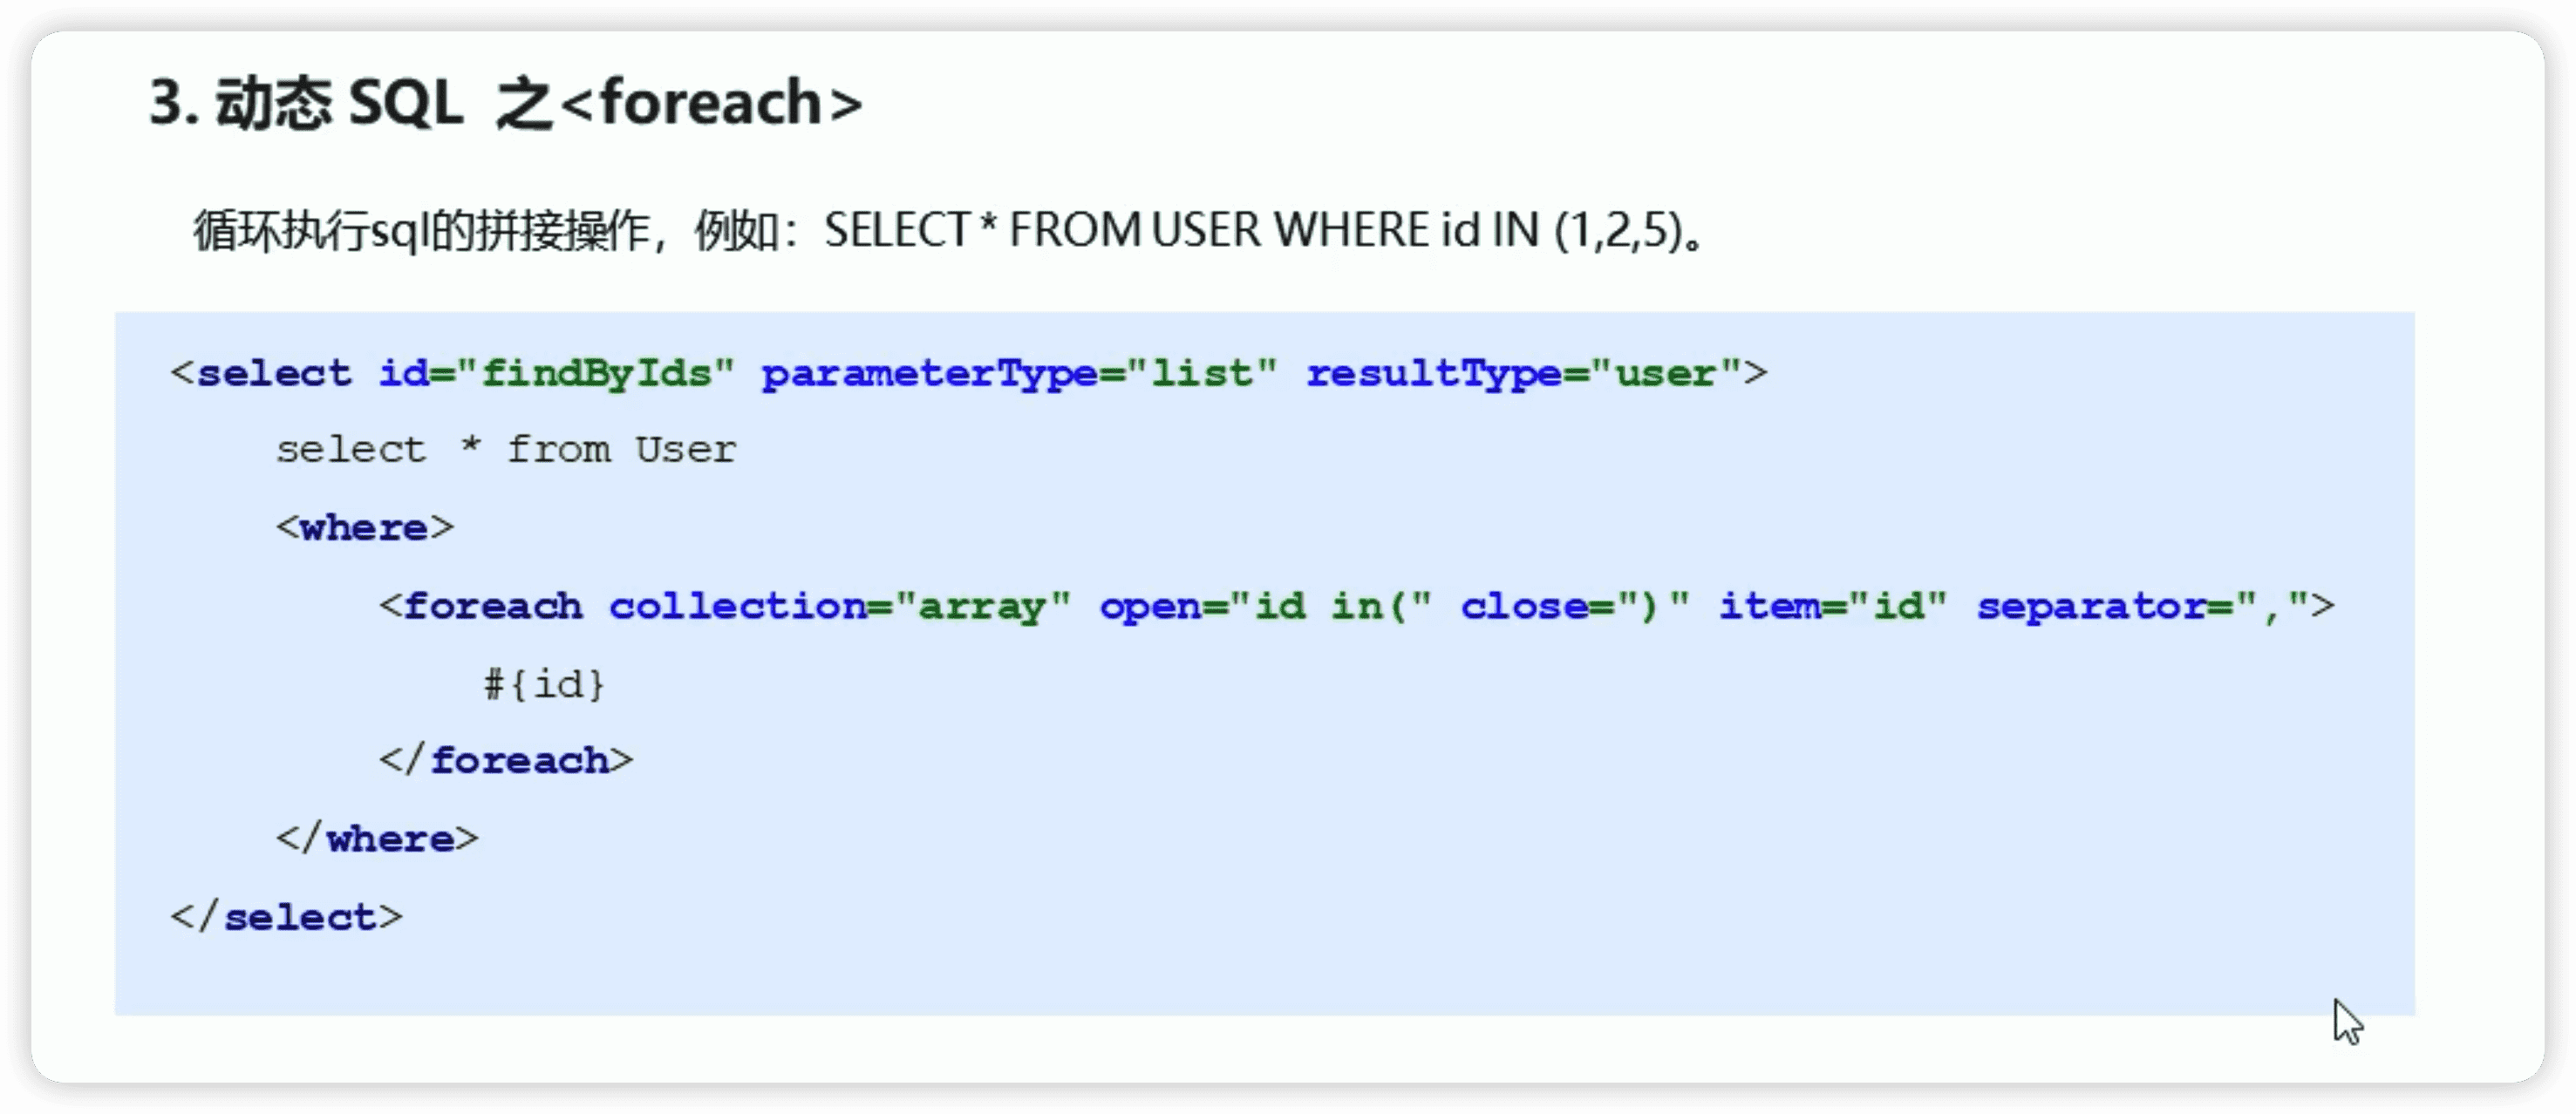 3. 动态 SQL 之<foreach>
循环执行sql的拼接操作，例如：SELECT * FROM USER WHERE id IN (1,2,5)。
<select id="findByIds" parameterType="list" resultType="user">
select * from User
<where>
<foreach collection="array" open="id in(" close=")" item="id" separator=",">
#{id}
</foreach>
</where>
</select>